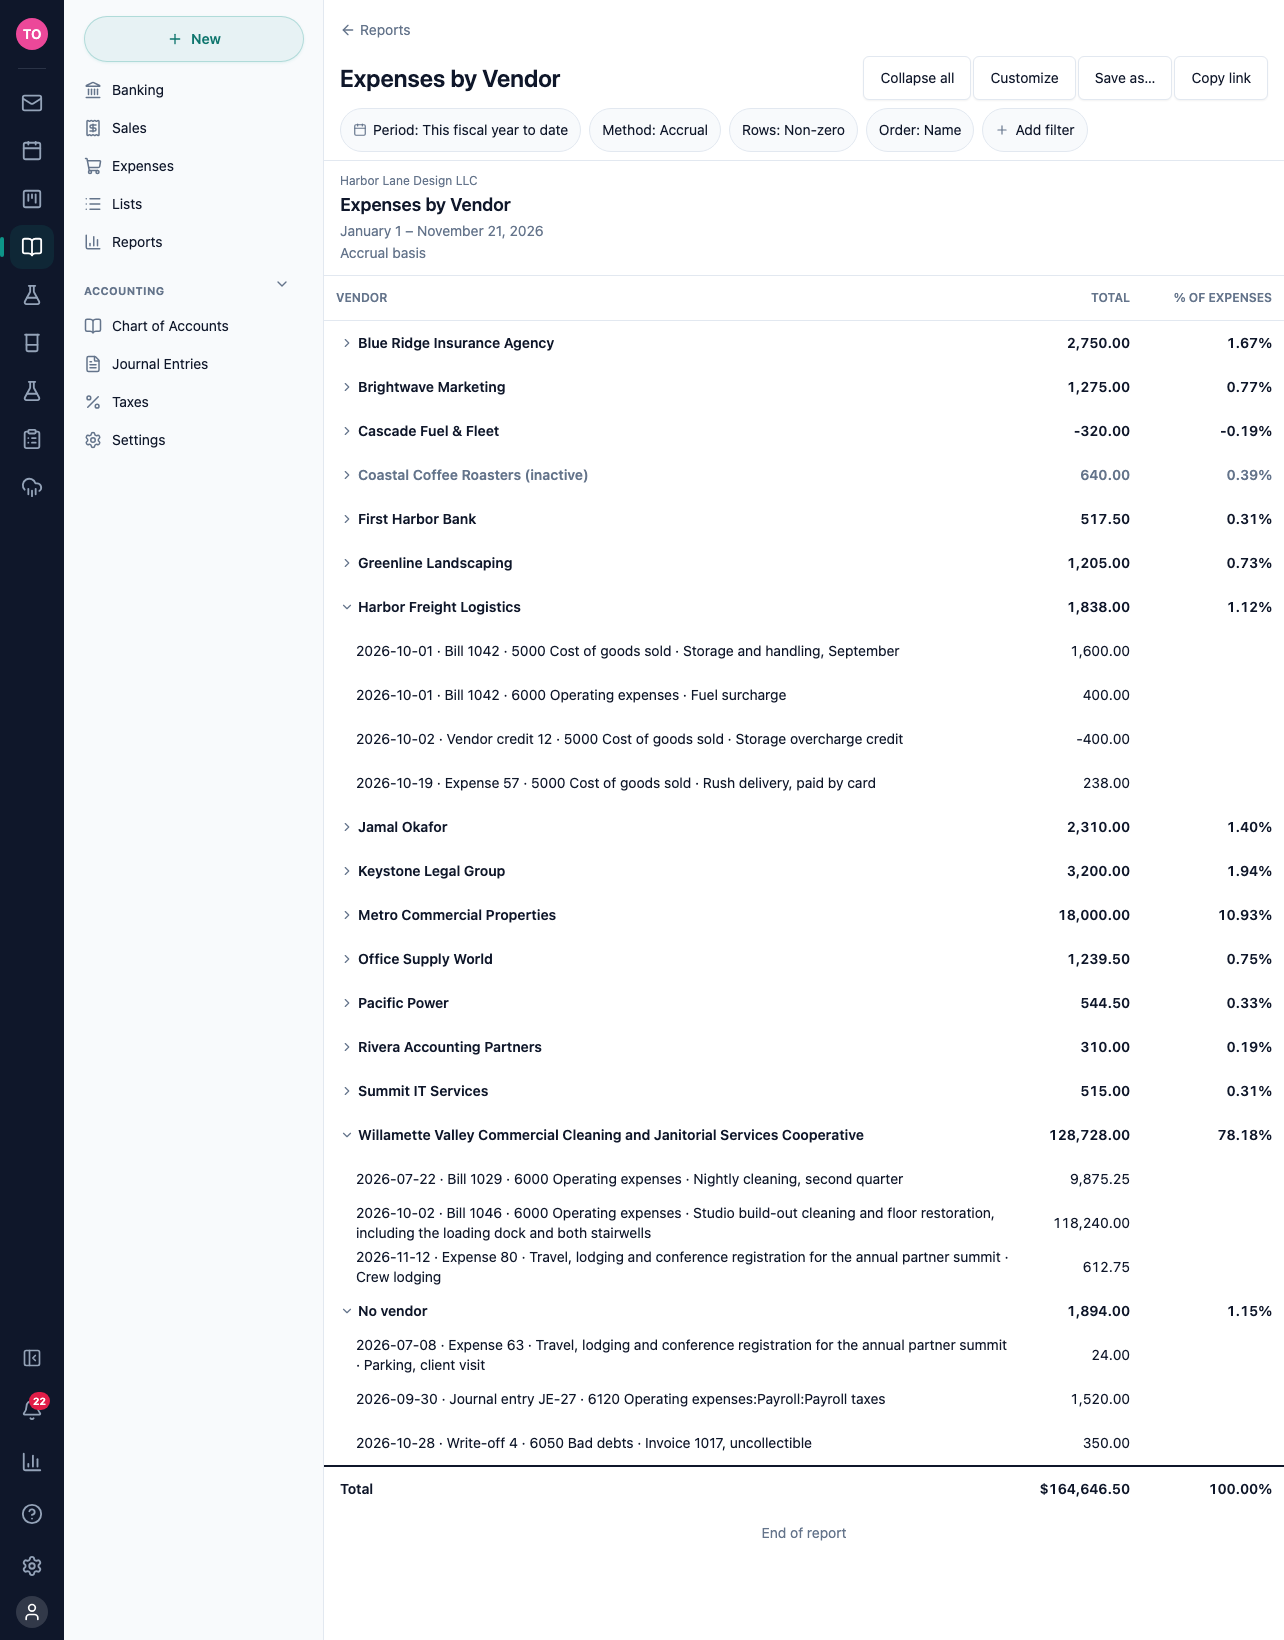 TO
New
Banking
Sales
Expenses
Lists
Reports
ACCOUNTING
Chart of Accounts
Journal Entries
Taxes
Settings
22
Reports
Expenses by Vendor
Collapse all
Customize
Save as...
Copy link
Period: This fiscal year to date
Method: Accrual
Rows: Non-zero
Order: Name
Add filter
Harbor Lane Design LLC
Expenses by Vendor
January 1 – November 21, 2026
Accrual basis
VENDOR TOTAL % OF EXPENSES
Blue Ridge Insurance Agency 2,750.00 1.67%
Brightwave Marketing 1,275.00 0.77%
Cascade Fuel & Fleet -320.00 -0.19%
Coastal Coffee Roasters (inactive) 640.00 0.39%
First Harbor Bank 517.50 0.31%
Greenline Landscaping 1,205.00 0.73%
Harbor Freight Logistics 1,838.00 1.12%
2026-10-01 · Bill 1042 · 5000 Cost of goods sold · Storage and handling, September 1,600.00
2026-10-01 · Bill 1042 · 6000 Operating expenses · Fuel surcharge 400.00
2026-10-02 · Vendor credit 12 · 5000 Cost of goods sold · Storage overcharge credit -400.00
2026-10-19 · Expense 57 · 5000 Cost of goods sold · Rush delivery, paid by card 238.00
Jamal Okafor 2,310.00 1.40%
Keystone Legal Group 3,200.00 1.94%
Metro Commercial Properties 18,000.00 10.93%
Office Supply World 1,239.50 0.75%
Pacific Power 544.50 0.33%
Rivera Accounting Partners 310.00 0.19%
Summit IT Services 515.00 0.31%
Willamette Valley Commercial Cleaning and Janitorial Services Cooperative 128,728.00 78.18%
2026-07-22 · Bill 1029 · 6000 Operating expenses · Nightly cleaning, second quarter 9,875.25
2026-10-02 · Bill 1046 · 6000 Operating expenses · Studio build-out cleaning and floor restoration,
including the loading dock and both stairwells 118,240.00
2026-11-12 · Expense 80 · Travel, lodging and conference registration for the annual partner summit ·
Crew lodging 612.75
No vendor 1,894.00 1.15%
2026-07-08 · Expense 63 · Travel, lodging and conference registration for the annual partner summit
· Parking, client visit 24.00
2026-09-30 · Journal entry JE-27 · 6120 Operating expenses:Payroll:Payroll taxes 1,520.00
2026-10-28 · Write-off 4 · 6050 Bad debts · Invoice 1017, uncollectible 350.00
Total $164,646.50 100.00%
End of report